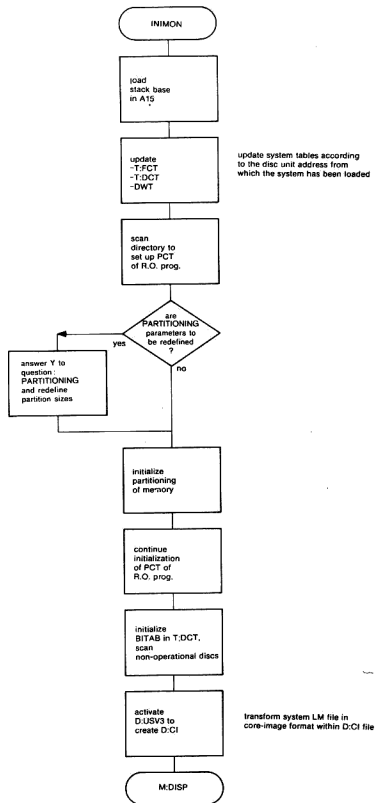 INIMON
load
stack base
in A15
update
-T:FCT
-T:DCT
-DWT
update system tables according
to the disc unit address from
which the system has been loaded
scan
directory to
set up PCT
of R.O. prog.
are
PARTITIONING
parameters to
be redefined
?
yes
no
answer Y to
question:
PARTITIONING
and redefine
partition sizes
initialize
partitioning
of memory
continue
initialization
of PCT of
R.O. prog.
initialize
BITAB in T:DCT,
scan
non-operational discs
activate
D:USV3 to
create D:CI
transform system LM file in
core-image format within D:CI file
M:DISP